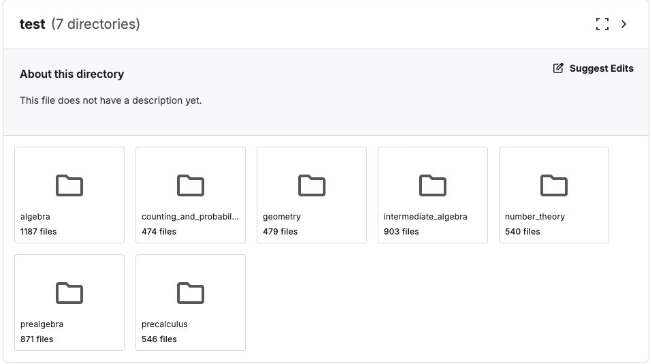 test (7 directories)
About this directory
Suggest Edits
This file does not have a description yet.
algebra
1187 files
counting_and_probabil...
474 files
geometry
479 files
intermediate_algebra
903 files
number_theory
540 files
prealgebra
871 files
precalculus
546 files